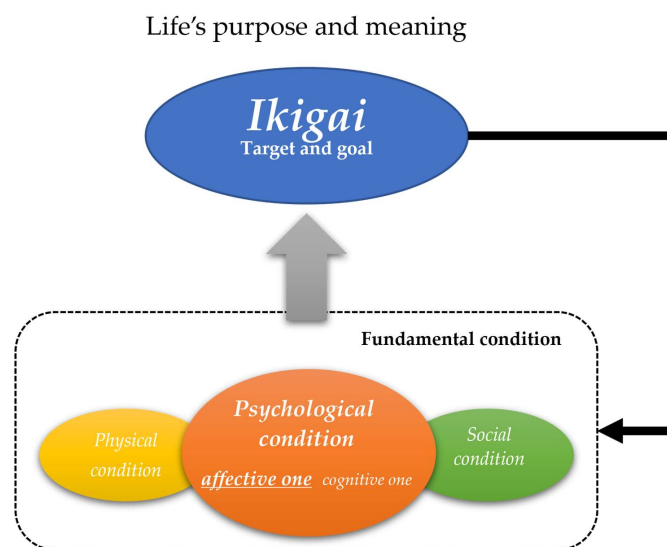 Life's purpose and meaning
Ikigai
Target and goal
Fundamental condition
Physical
condition
Psychological
condition
affective one cognitive one
Social
condition